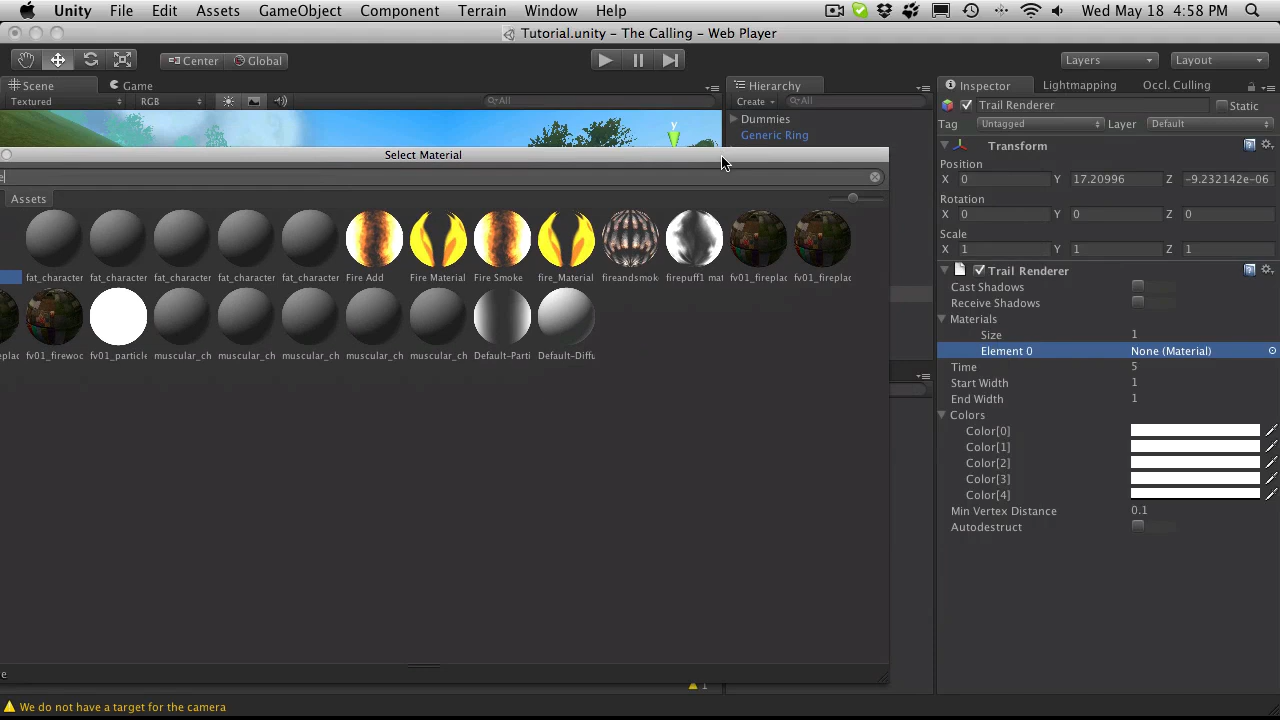 Unity File Edit Assets GameObject Component Terrain Window Help Wed May 18 4:58 PM
Tutorial.unity - The Calling - Web Player
Center Global Layers Layout
Scene Game Hierarchy Inspector Lightmapping Occl. Culling
Textured RGB All Create All Trail Renderer Static
Tag Untagged Layer Default
Dummies
Generic Ring
Transform
Position
X 0 Y 17.20996 Z -9.232142e-06
Rotation
X 0 Y 0 Z 0
Scale
X 1 Y 1 Z 1
y
Select Material
e
Assets
fat_character fat_character fat_character fat_character fat_character Fire Add Fire Material Fire Smoke fire_Material fireandsmok firepuff1 mat fv01_fireplac fv01_fireplac
eplac fv01_firewoc fv01_particle muscular_ch muscular_ch muscular_ch muscular_ch muscular_ch Default-Parti Default-Diffu
e
Trail Renderer
Cast Shadows
Receive Shadows
Materials
Size 1
Element 0 None (Material)
Time 5
Start Width 1
End Width 1
Colors
Color[0]
Color[1]
Color[2]
Color[3]
Color[4]
Min Vertex Distance 0.1
Autodestruct
1
We do not have a target for the camera